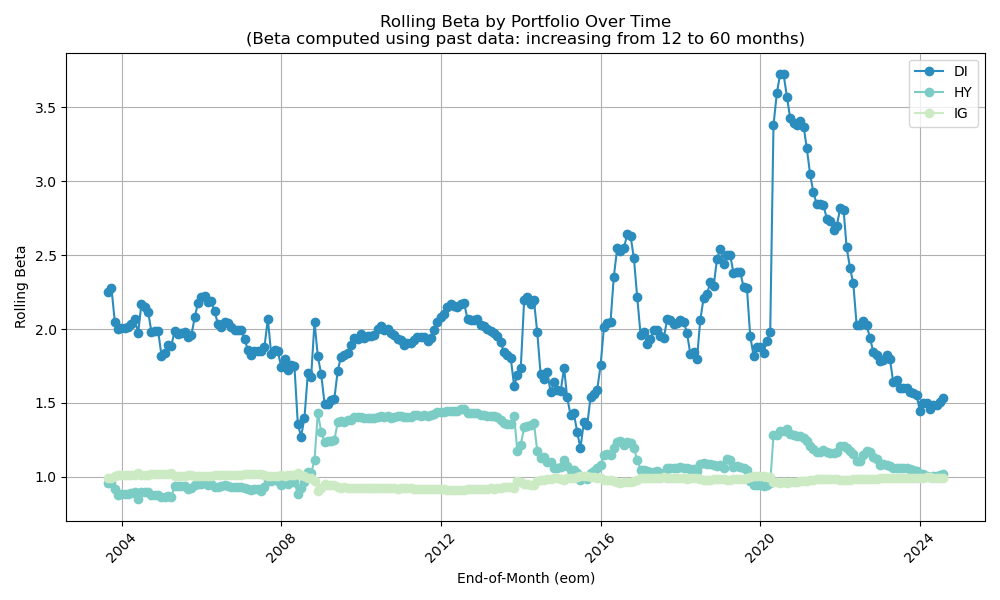 Rolling Beta by Portfolio Over Time
(Beta computed using past data: increasing from 12 to 60 months)
DI
HY
IG
Rolling Beta
3.5
3.0
2.5
2.0
1.5
1.0
2004
2008
2012
2016
2020
2024
End-of-Month (eom)